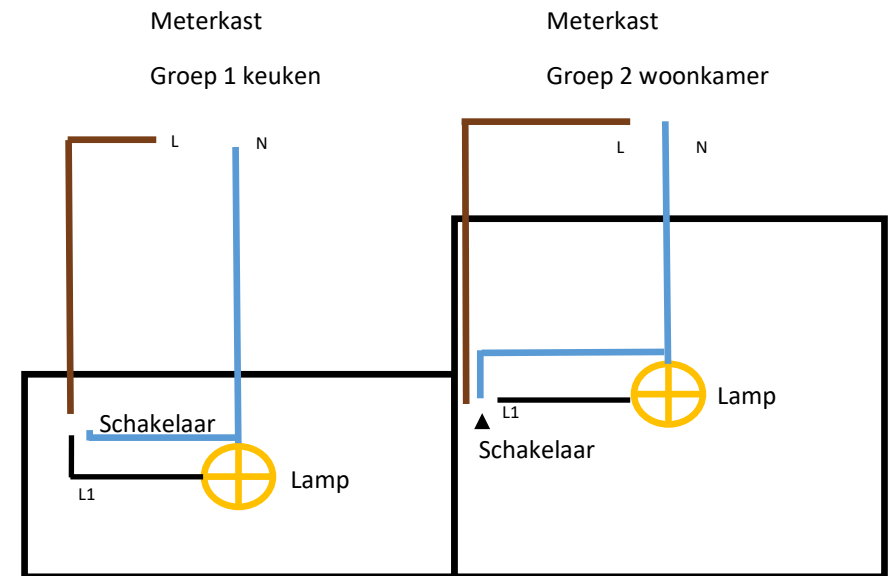 Meterkast
Groep 1 keuken
L
N
Schakelaar
L1
Lamp
Meterkast
Groep 2 woonkamer
L
N
L1
Lamp
Schakelaar